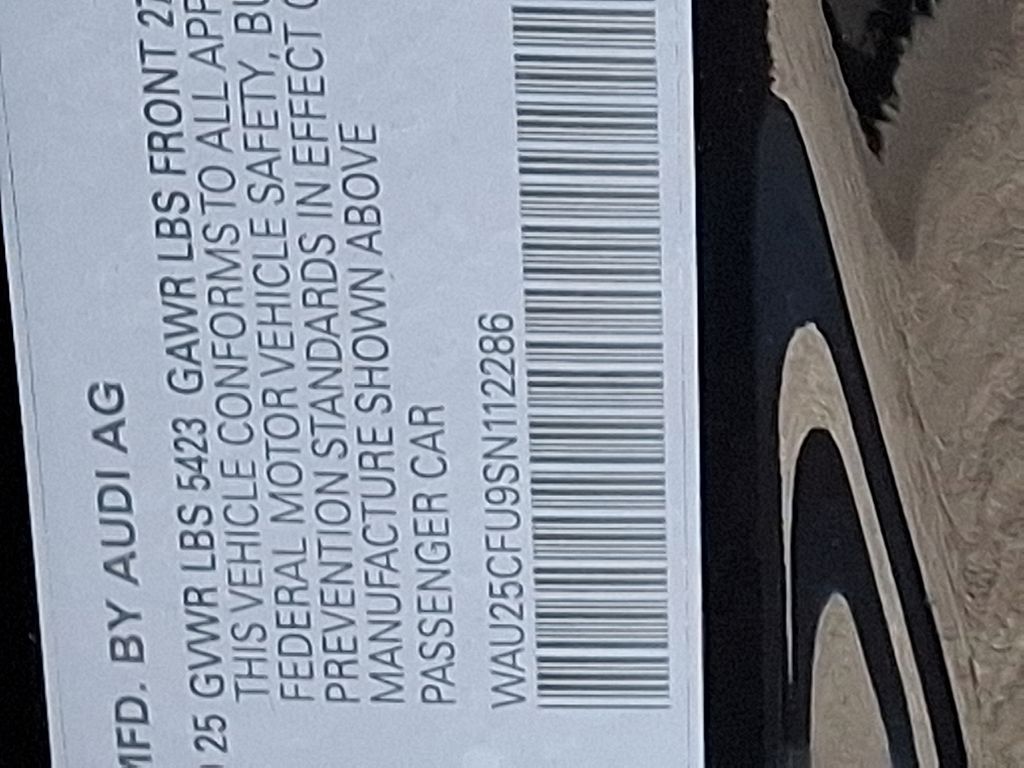 MFD. BY AUDI AG
25 GVWR LBS 5423 GAWR LBS FRONT 27
THIS VEHICLE CONFORMS TO ALL APP
FEDERAL MOTOR VEHICLE SAFETY, BU
PREVENTION STANDARDS IN EFFECT O
MANUFACTURE SHOWN ABOVE
PASSENGER CAR
WAU25CFU9SN112286